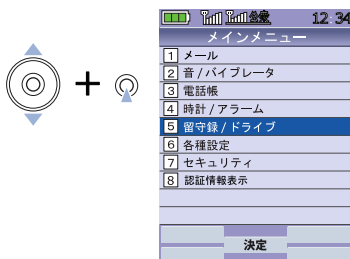 12:34
メインメニュー
1 メール
2 音/バイブレータ
3 電話帳
4 時計/アラーム
5 留守録/ドライブ
6 各種設定
7 セキュリティ
8 認証情報表示
決定